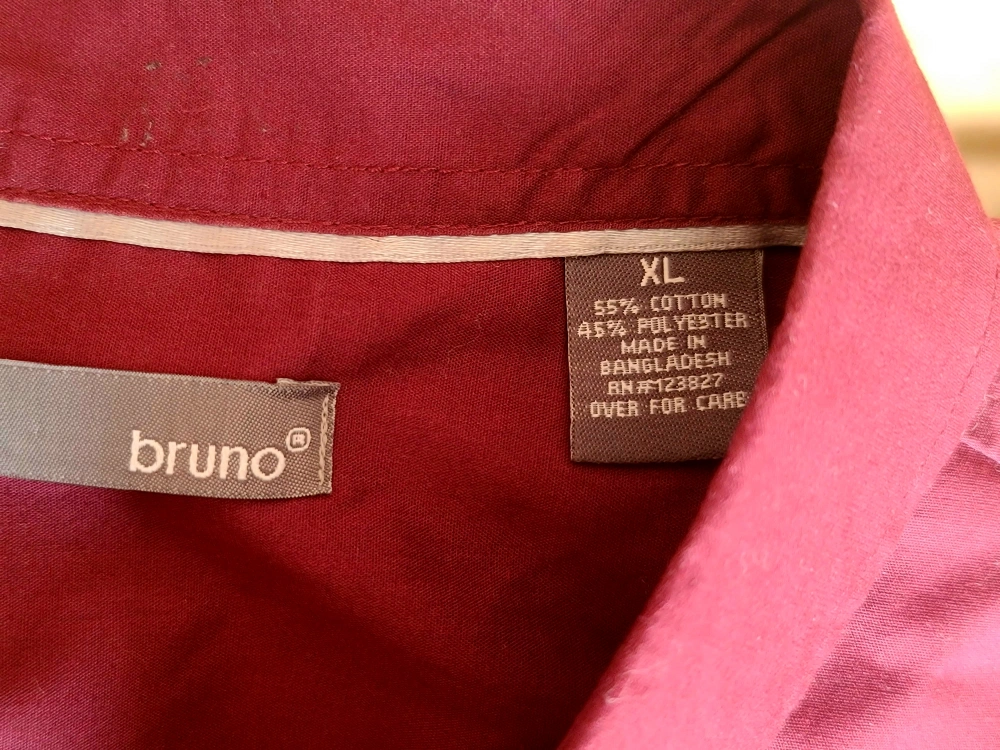 XL
55% COTTON
45% POLYESTER
MADE IN
BANGLADESH
RN#123827
OVER FOR CARE
bruno